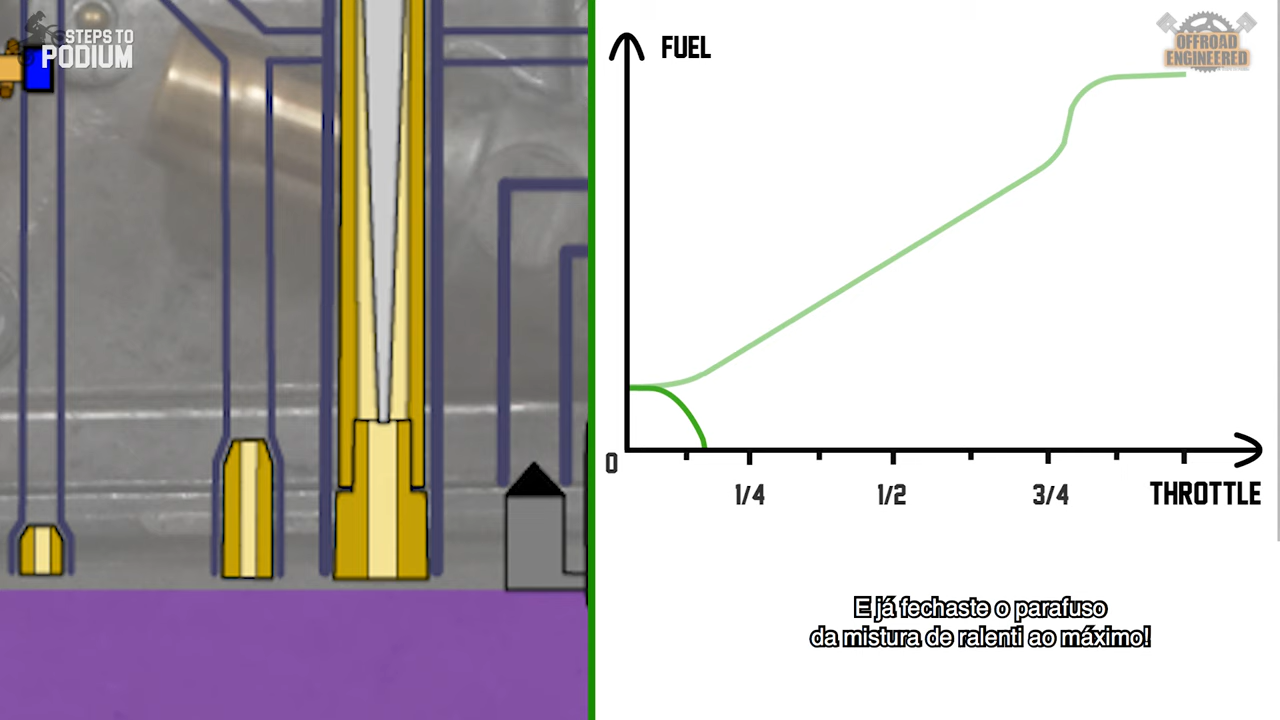 STEPS TO
PODIUM
FUEL
OFFROAD
ENGINEERED
0
1/4
1/2
3/4
THROTTLE
E já fechaste o parafuso
da mistura de ralenti ao máximo!